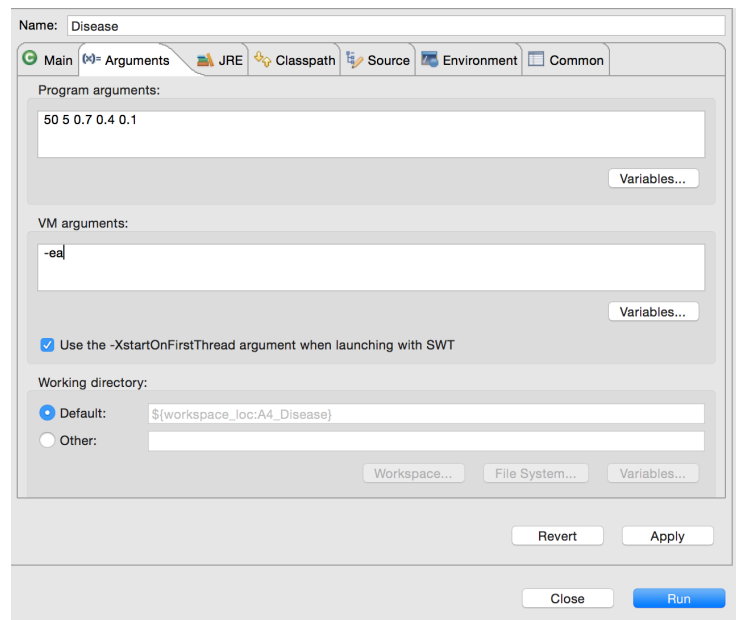 Name: Disease
Main (x)= Arguments JRE Classpath Source Environment Common
Program arguments:
50 5 0.7 0.4 0.1
Variables...
VM arguments:
-ea
Variables...
Use the -XstartOnFirstThread argument when launching with SWT
Working directory:
Default: ${workspace_loc:A4_Disease}
Other:
Workspace... File System... Variables...
Revert Apply
Close Run